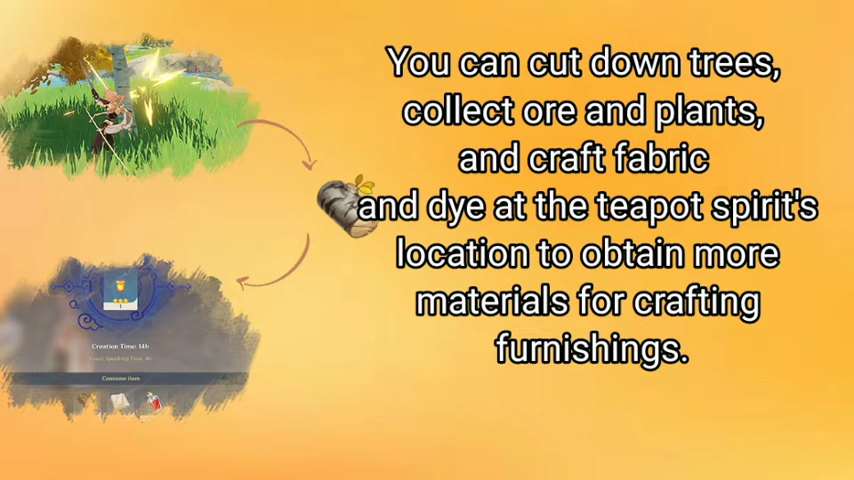 You can cut down trees,
collect ore and plants,
and craft fabric
and dye at the teapot spirit's
location to obtain more
materials for crafting
furnishings.
Creation Time: 14h
Consume item